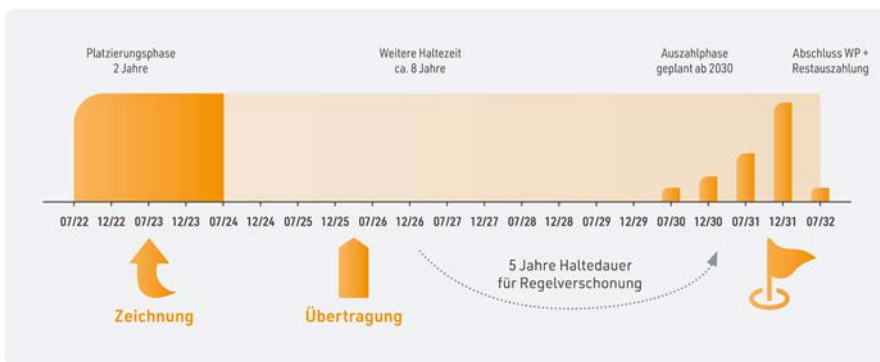 Platzierungsphase
2 Jahre
Weitere Haltezeit
ca. 8 Jahre
Auszahlphase
geplant ab 2030
Abschluss WP +
Restauszahlung
07/22 12/22 07/23 12/23 07/24 12/24 07/25 12/25 07/26 12/26 07/27 12/27 07/28 12/28 07/29 12/29 07/30 12/30 07/31 12/31 07/32
Zeichnung
Übertragung
5 Jahre Haltedauer
für Regelverschonung